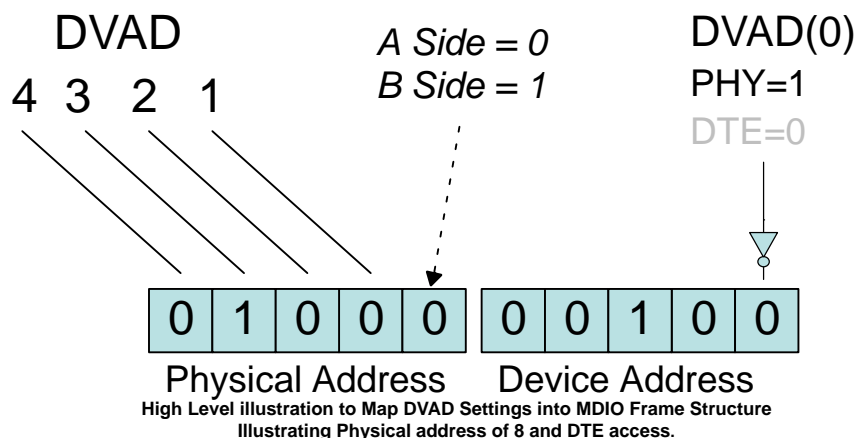 DVAD
4 3 2 1
A Side = 0
B Side = 1
DVAD(0)
PHY=1
DTE=0
0 1 0 0 0 0 0 1 0 0
Physical Address Device Address
High Level illustration to Map DVAD Settings into MDIO Frame Structure
Illustrating Physical address of 8 and DTE access.